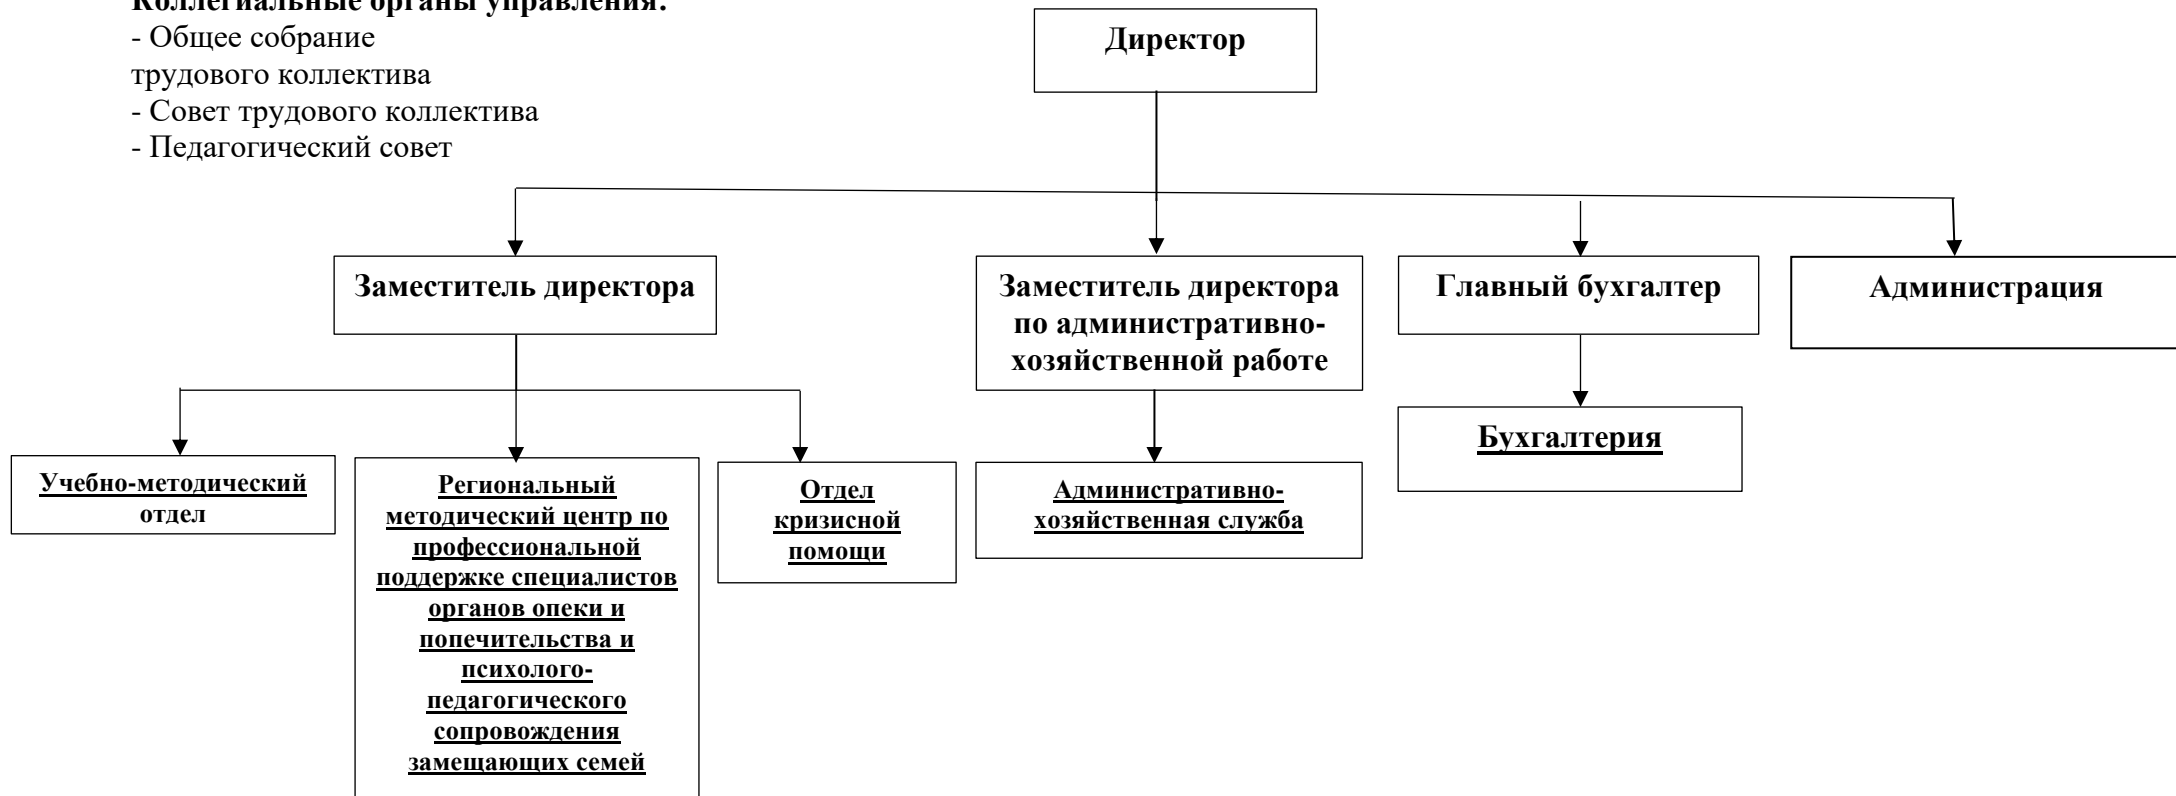 Коллегиальные органы управления:
- Общее собрание
трудового коллектива
- Совет трудового коллектива
- Педагогический совет
Директор
Заместитель директора
Заместитель директора
по административно-
хозяйственной работе
Главный бухгалтер
Администрация
Учебно-методический
отдел
Региональный
методический центр по
профессиональной
поддержке специалистов
органов опеки и
попечительства и
психолого-
педагогического
сопровождения
замещающих семей
Отдел
кризисной
помощи
Административно-
хозяйственная служба
Бухгалтерия